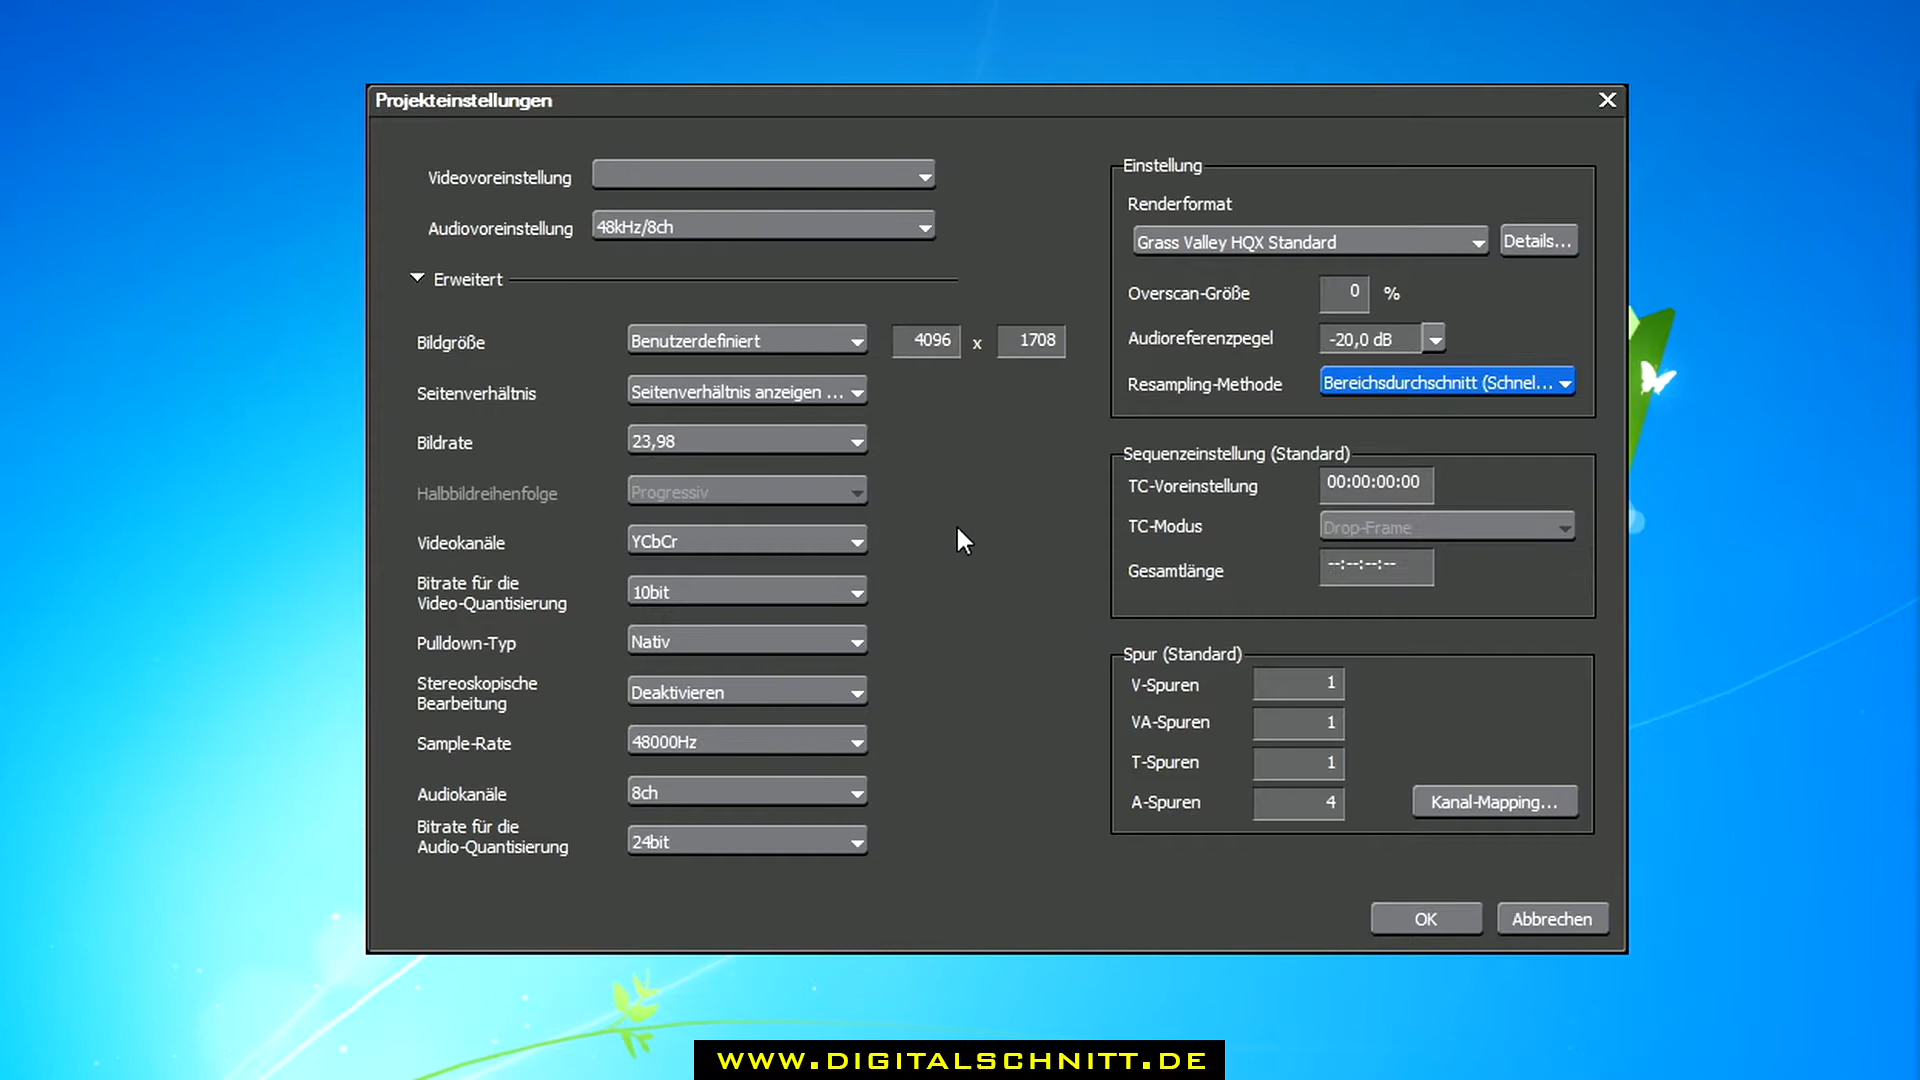 Projekteinstellungen
Videovoreinstellung
Audiovoreinstellung 48kHz/8ch
Erweitert
Bildgröße Benutzerdefiniert 4096 x 1708
Seitenverhältnis Seitenverhältnis anzeigen ...
Bildrate 23,98
Halbbildreihenfolge Progressiv
Videokanäle YCbCr
Bitrate für die
Video-Quantisierung 10bit
Pulldown-Typ Nativ
Stereoskopische
Bearbeitung Deaktivieren
Sample-Rate 48000Hz
Audiokanäle 8ch
Bitrate für die
Audio-Quantisierung 24bit
Einstellung
Renderformat
Grass Valley HQX Standard Details...
Overscan-Größe 0 %
Audioreferenzpegel -20,0 dB
Resampling-Methode Bereichsdurchschnitt (Schnel...
Sequenzeinstellung (Standard)
TC-Voreinstellung 00:00:00:00
TC-Modus Drop-Frame
Gesamtlänge --:--:--:--
Spur (Standard)
V-Spuren 1
VA-Spuren 1
T-Spuren 1
A-Spuren 4 Kanal-Mapping...
OK Abbrechen
WWW.DIGITALSCHNITT.DE